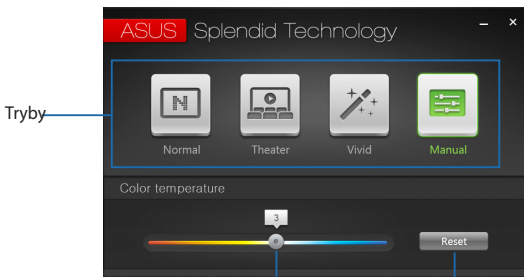 ASUS Splendid Technology
Tryby
N
Normal Theater Vivid Manual
Color temperature
3
Reset